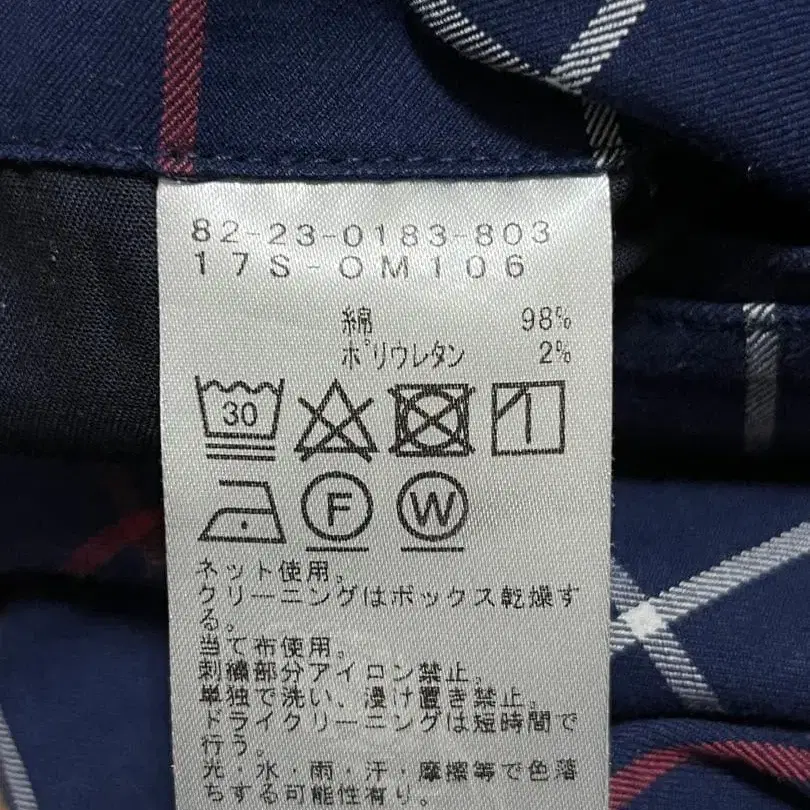 82-23-0183-803
17S-OM106
綿 98%
ポリウレタン 2%
30
F W
ネット使用。
クリーニングはボックス乾燥す
る。
当て布使用。
刺繍部分アイロン禁止。
単独で洗い、浸け置き禁止。
ドライクリーニングは短時間で
行う。
光・水・雨・汗・摩擦等で色落
ちする可能性有り。